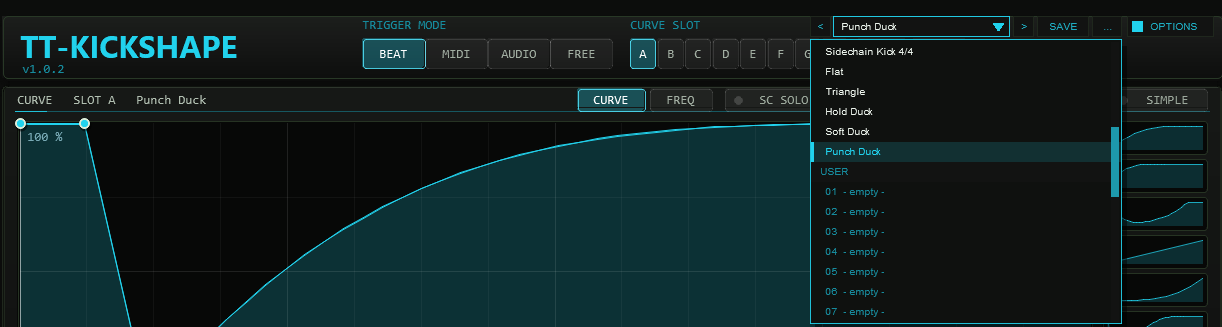 TRIGGER MODE
CURVE SLOT
< Punch Duck > SAVE ... OPTIONS
TT-KICKSHAPE
v1.0.2
BEAT MIDI AUDIO FREE
A B C D E F G
Sidechain Kick 4/4
Flat
Triangle
Hold Duck
Soft Duck
Punch Duck
USER
01 - empty -
02 - empty -
03 - empty -
04 - empty -
05 - empty -
06 - empty -
07 - empty -
CURVE SLOT A Punch Duck
CURVE FREQ SC SOLO SIMPLE
100 %